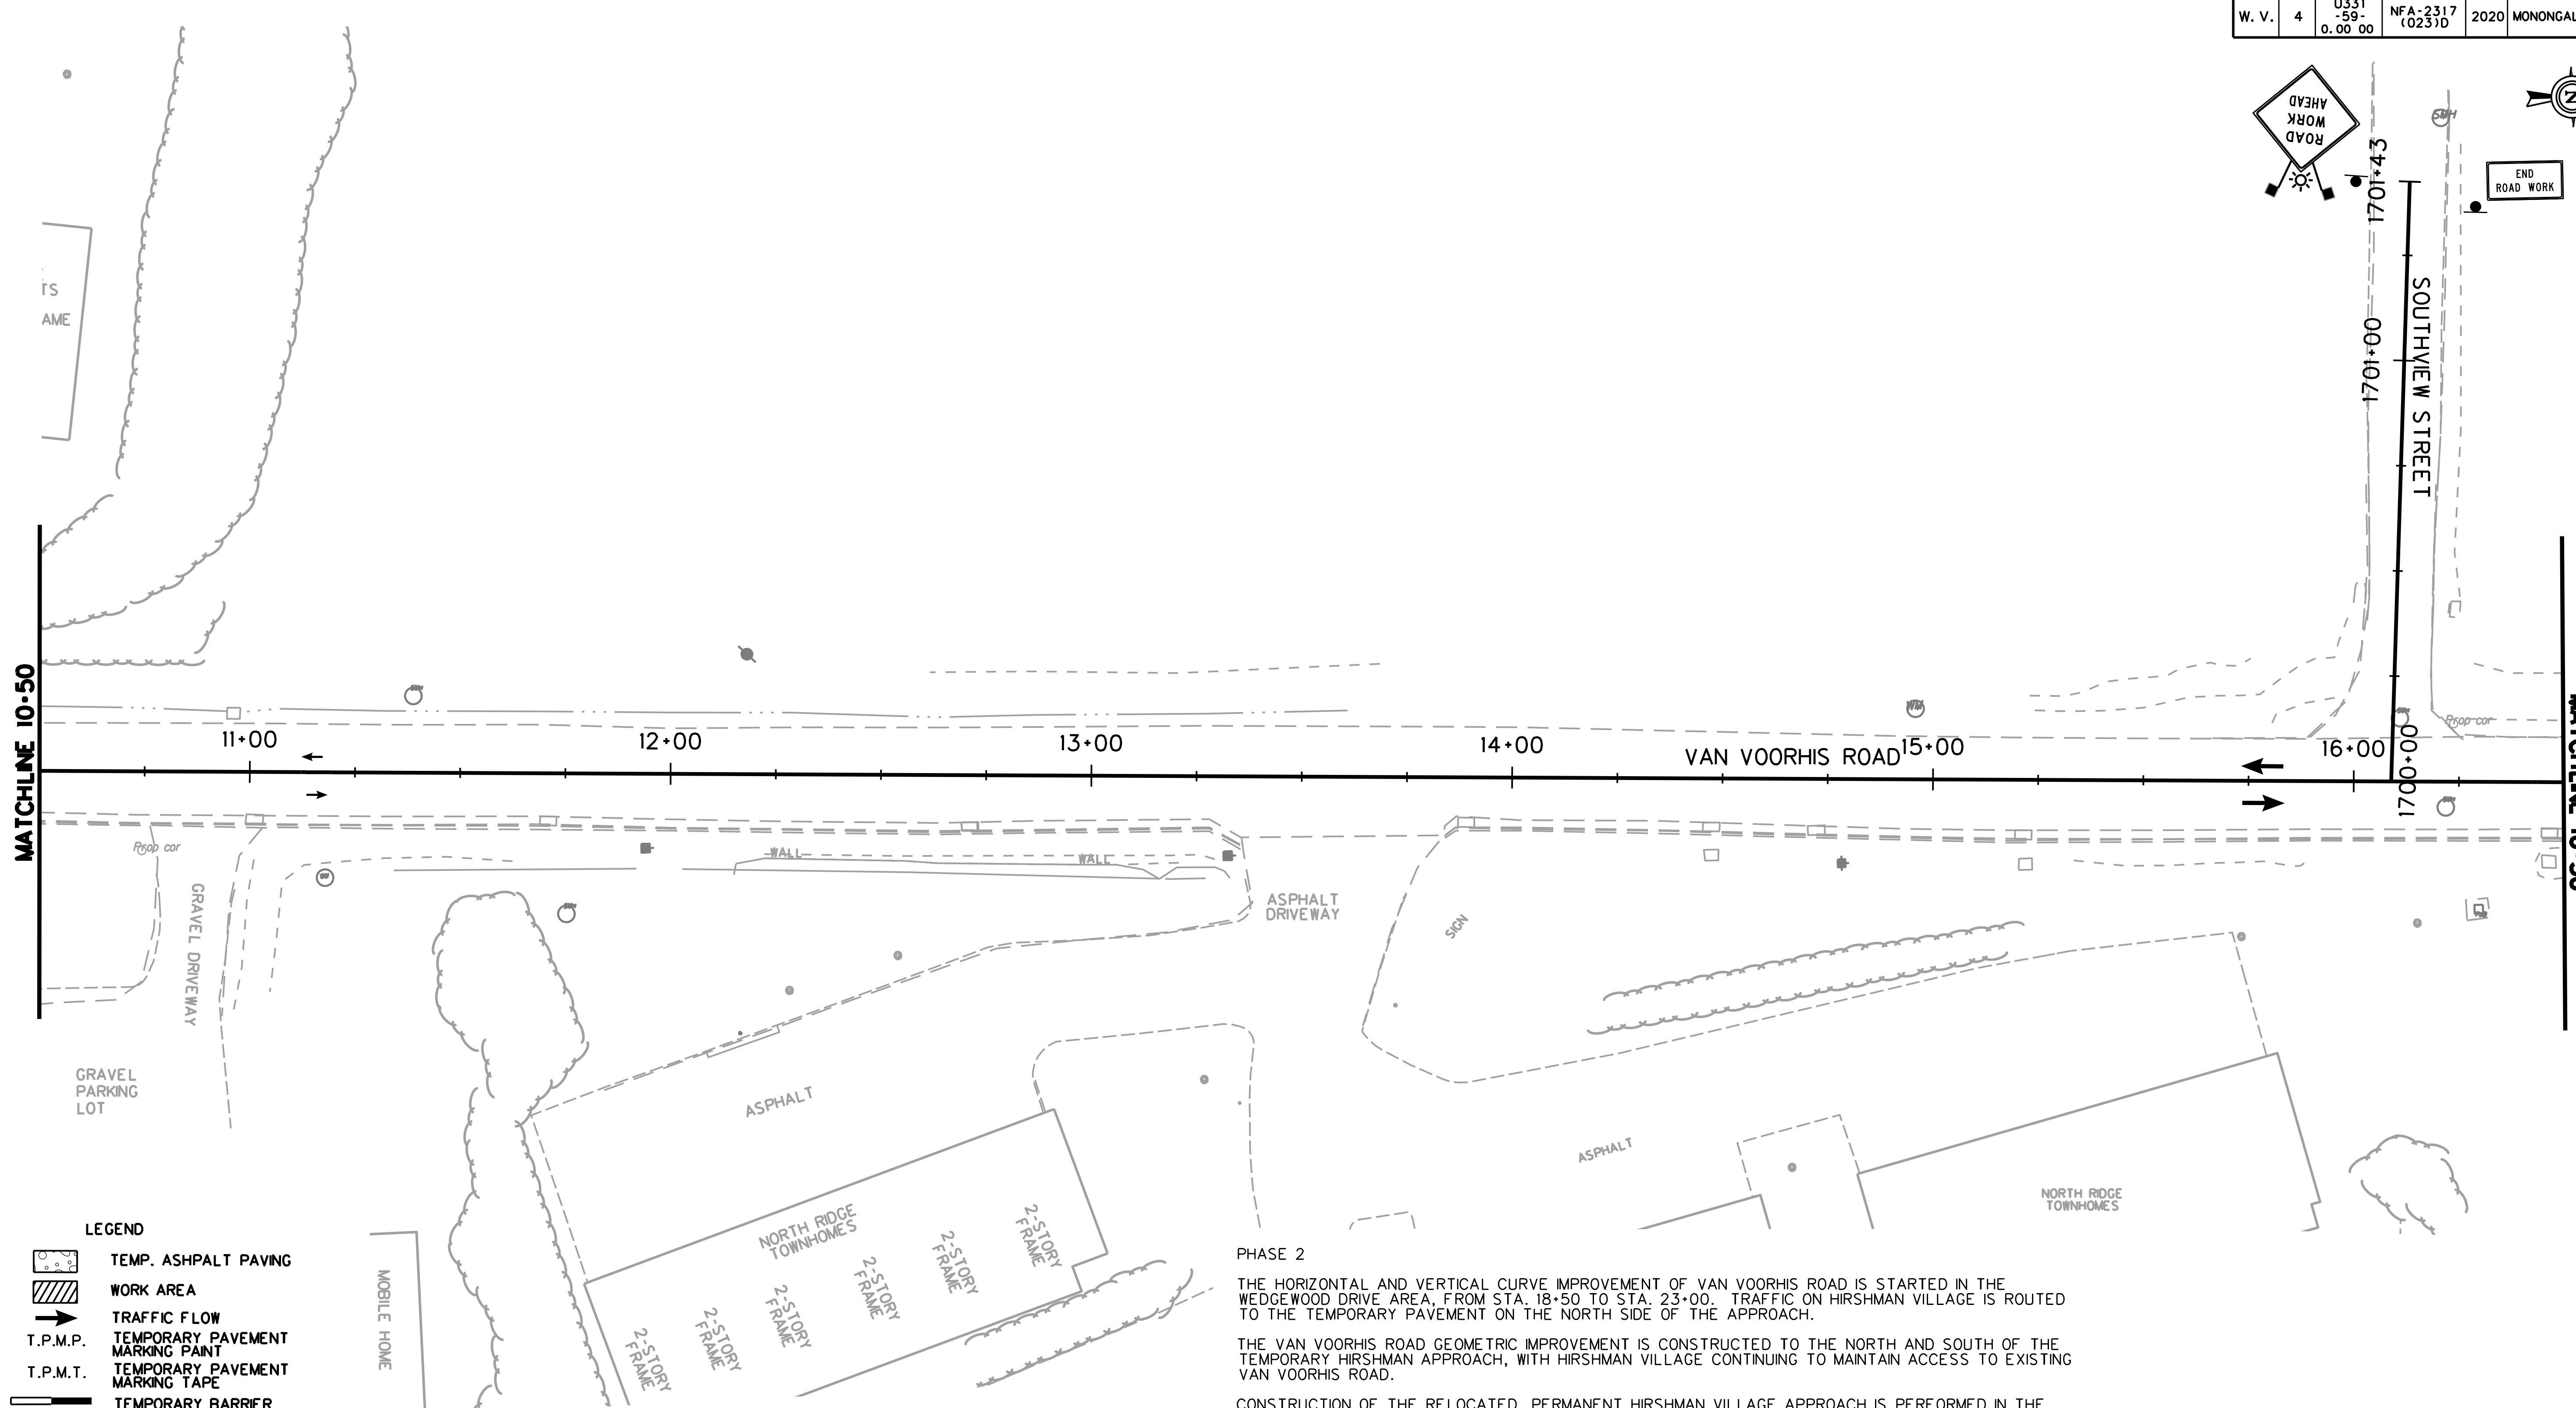 W. V.
4
U331
-59-
0.00 00
NFA-2317
(023)D
2020
ROAD
WORK
AHEAD
END
ROAD WORK
1701+43
1701+00
SOUTHVIEW STREET
1700+00
AME
MATCHLINE 10+50
11+00
12+00
13+00
14+00
15+00
16+00
VAN VOORHIS ROAD
Prop cor
Prop cor
WALL
WALL
GRAVEL DRIVEWAY
ASPHALT
DRIVEWAY
SIGN
GRAVEL
PARKING
LOT
ASPHALT
ASPHALT
NORTH RIDGE
TOWNHOMES
NORTH RIDGE
TOWNHOMES
2-STORY
FRAME
2-STORY
FRAME
2-STORY
FRAME
2-STORY
FRAME
2-STORY
FRAME
2-STORY
FRAME
MOBILE HOME
LEGEND
TEMP. ASHPALT PAVING
WORK AREA
TRAFFIC FLOW
T.P.M.P. TEMPORARY PAVEMENT
MARKING PAINT
T.P.M.T. TEMPORARY PAVEMENT
MARKING TAPE
TEMPORARY BARRIER
PHASE 2
THE HORIZONTAL AND VERTICAL CURVE IMPROVEMENT OF VAN VOORHIS ROAD IS STARTED IN THE
WEDGEWOOD DRIVE AREA, FROM STA. 18+50 TO STA. 23+00. TRAFFIC ON HIRSHMAN VILLAGE IS ROUTED
TO THE TEMPORARY PAVEMENT ON THE NORTH SIDE OF THE APPROACH.
THE VAN VOORHIS ROAD GEOMETRIC IMPROVEMENT IS CONSTRUCTED TO THE NORTH AND SOUTH OF THE
TEMPORARY HIRSHMAN APPROACH, WITH HIRSHMAN VILLAGE CONTINUING TO MAINTAIN ACCESS TO EXISTING
VAN VOORHIS ROAD.
CONSTRUCTION OF THE RELOCATED, PERMANENT HIRSHMAN VILLAGE APPROACH IS PERFORMED IN THE